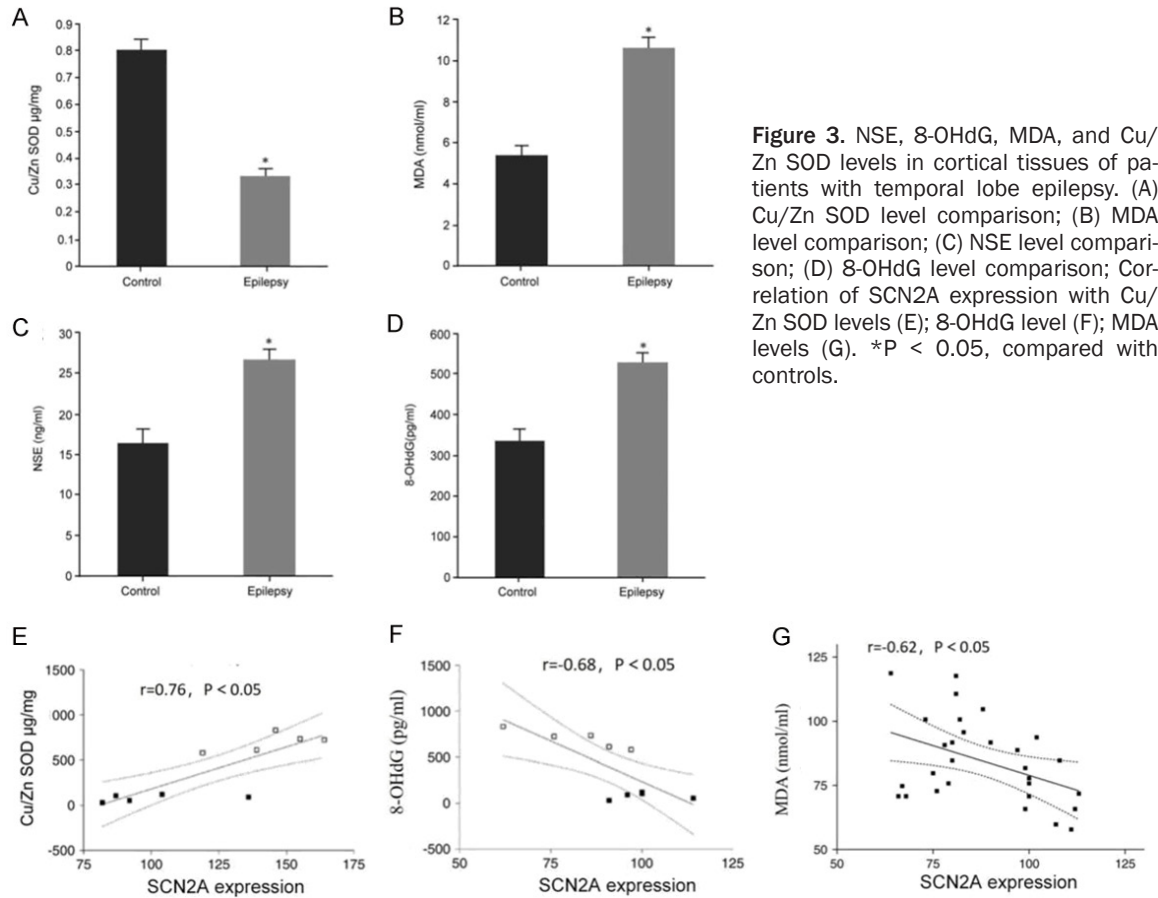 A
0.9
0.8
0.7
0.6
0.5
0.4
0.3
0.2
0.1
0.1
0
Cu/Zn SOD µg/mg
*
Control
Epilepsy
B
12
10
8
6
4
2
0
MDA (nmol/ml)
*
Control
Epilepsy
Figure 3. NSE, 8-OHdG, MDA, and Cu/
Zn SOD levels in cortical tissues of pa-
tients with temporal lobe epilepsy. (A)
Cu/Zn SOD level comparison; (B) MDA
level comparison; (C) NSE level compari-
son; (D) 8-OHdG level comparison; Cor-
relation of SCN2A expression with Cu/
Zn SOD levels (E); 8-OHdG level (F); MDA
levels (G). *P < 0.05, compared with
controls.
C
30
25
20
15
10
5
0
NSE (ng/ml)
*
Control
Epilepsy
D
600
500
400
300
200
100
0
8-OHdG(pg/ml)
*
Control
Epilepsy
E
r=0.76, P < 0.05
1500
000
500
0
-500
Cu/Zn SOD µg/mg
75
100
125
150
175
SCN2A expression
F
r=-0.68, P < 0.05
1500
1000
500
0
-500
8-OHdG (pg/ml)
50
75
100
125
SCN2A expression
G
r=-0.62, P < 0.05
125
100
75
50
MDA (nmol/ml)
50
75
100
125
SCN2A expression